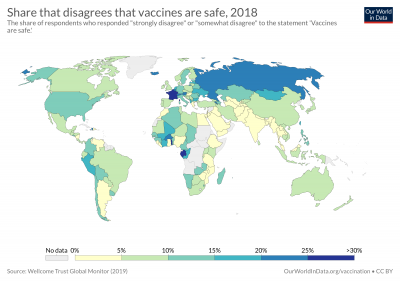 Share that disagrees that vaccines are safe, 2018
The share of respondents who responded "strongly disagree" or "somewhat disagree" to the statement 'Vaccines
are safe.'
Our World
in Data
No data
0%
5%
10%
15%
20%
25%
>30%
Source: Wellcome Trust Global Monitor (2019)
OurWorldInData.org/vaccination • CC BY